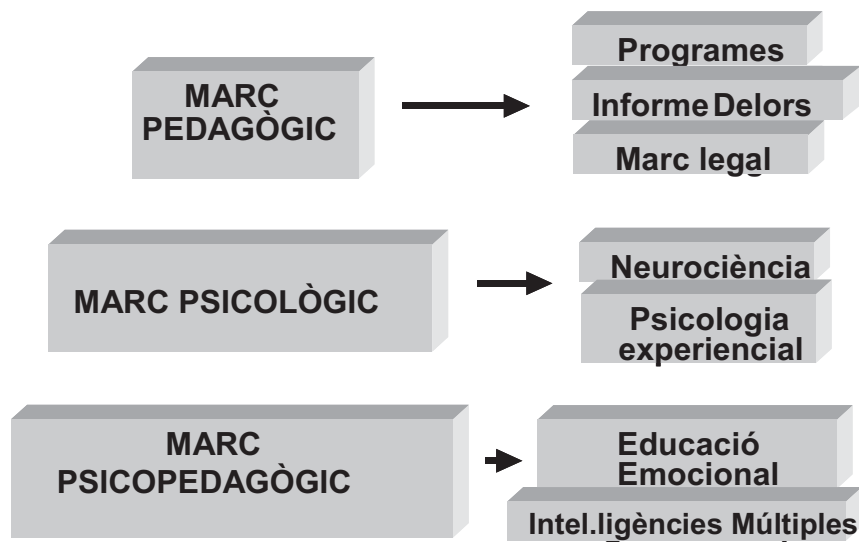 MARC
PEDAGÒGIC
Programes
Informe Delors
Marc legal
MARC PSICOLÒGIC
Neurociència
Psicologia
experiencial
MARC
PSICOPEDAGÒGIC
Educació
Emocional
Intel.ligències Múltiples